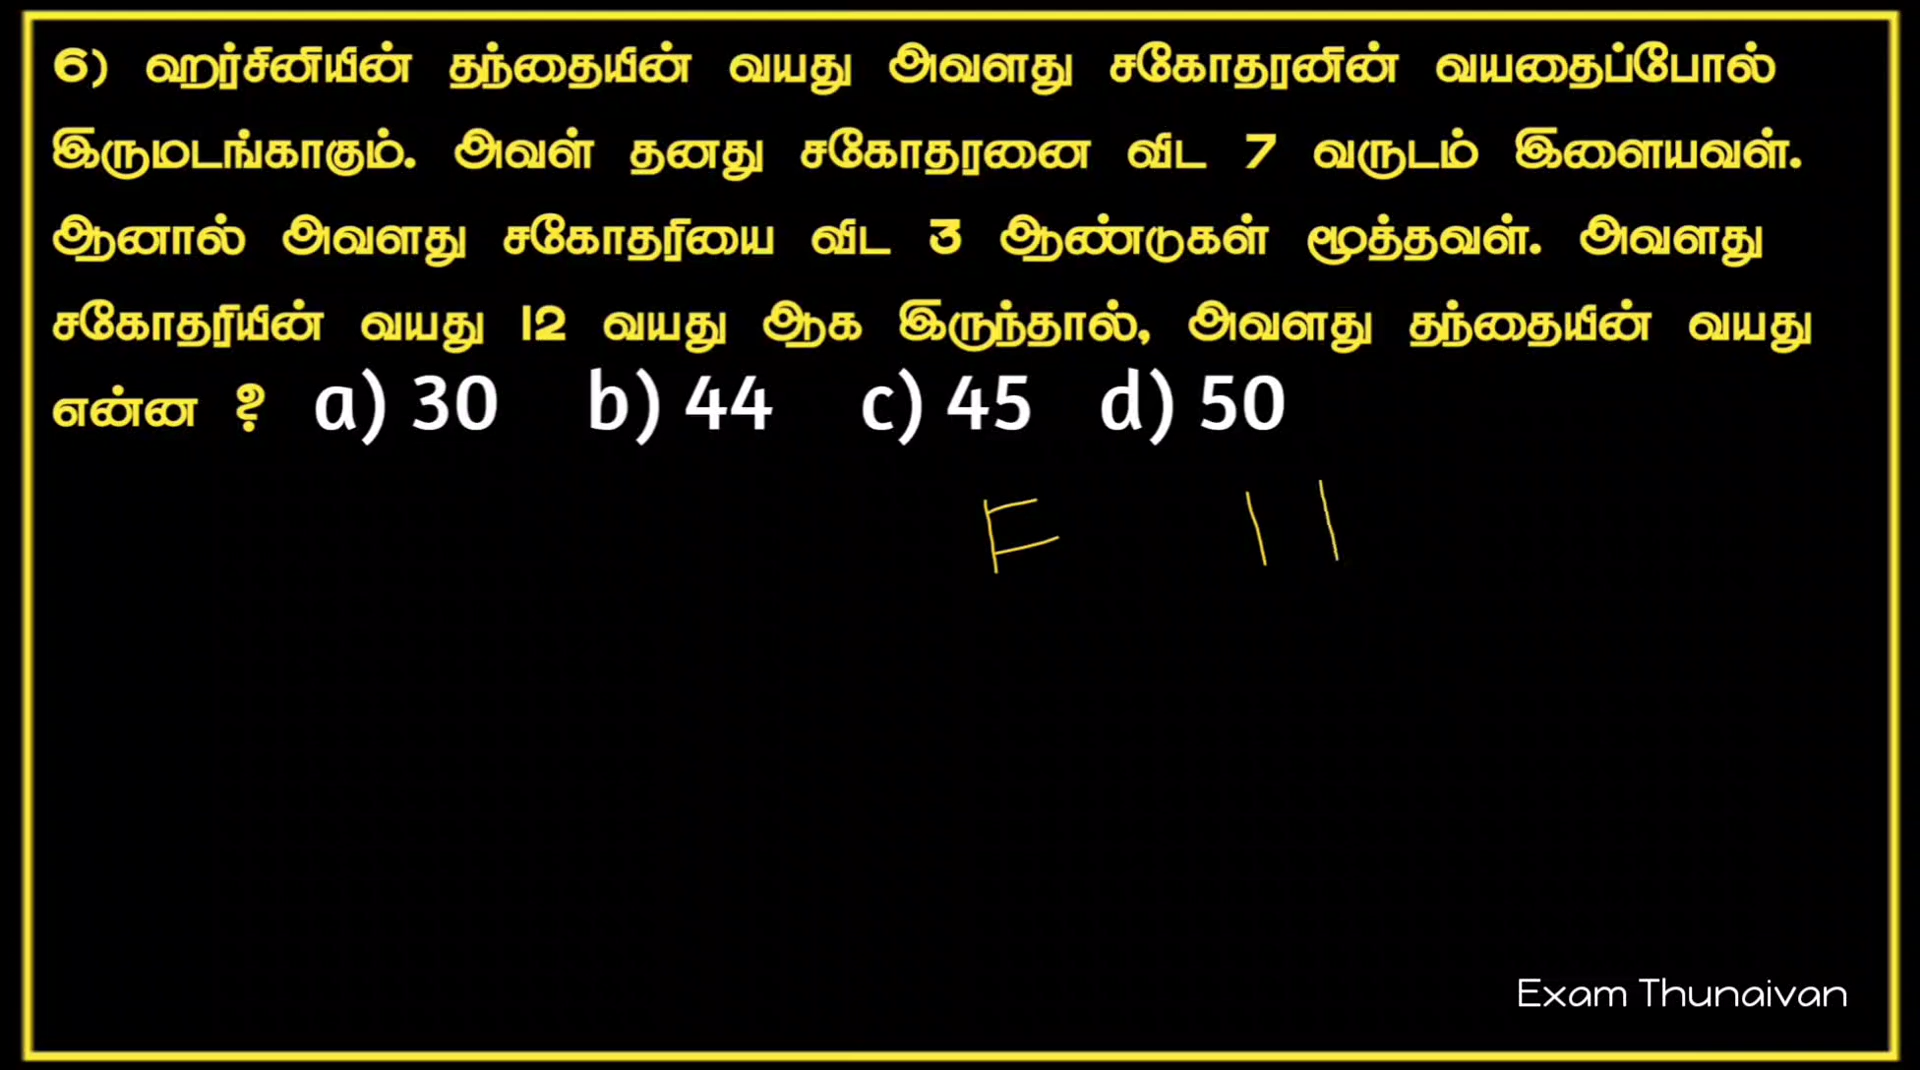 6) ஹர்சினியின் தந்தையின் வயது அவளது சகோதரனின் வயதைப்போல்
இருமடங்காகும். அவள் தனது சகோதரனை விட 7 வருடம் இளையவள்.
ஆனால் அவளது சகோதரியை விட 3 ஆண்டுகள் மூத்தவள். அவளது
சகோதரியின் வயது 12 வயது ஆக இருந்தால், அவளது தந்தையின் வயது
என்ன ? a) 30 b) 44 c) 45 d) 50
Exam Thunaivan